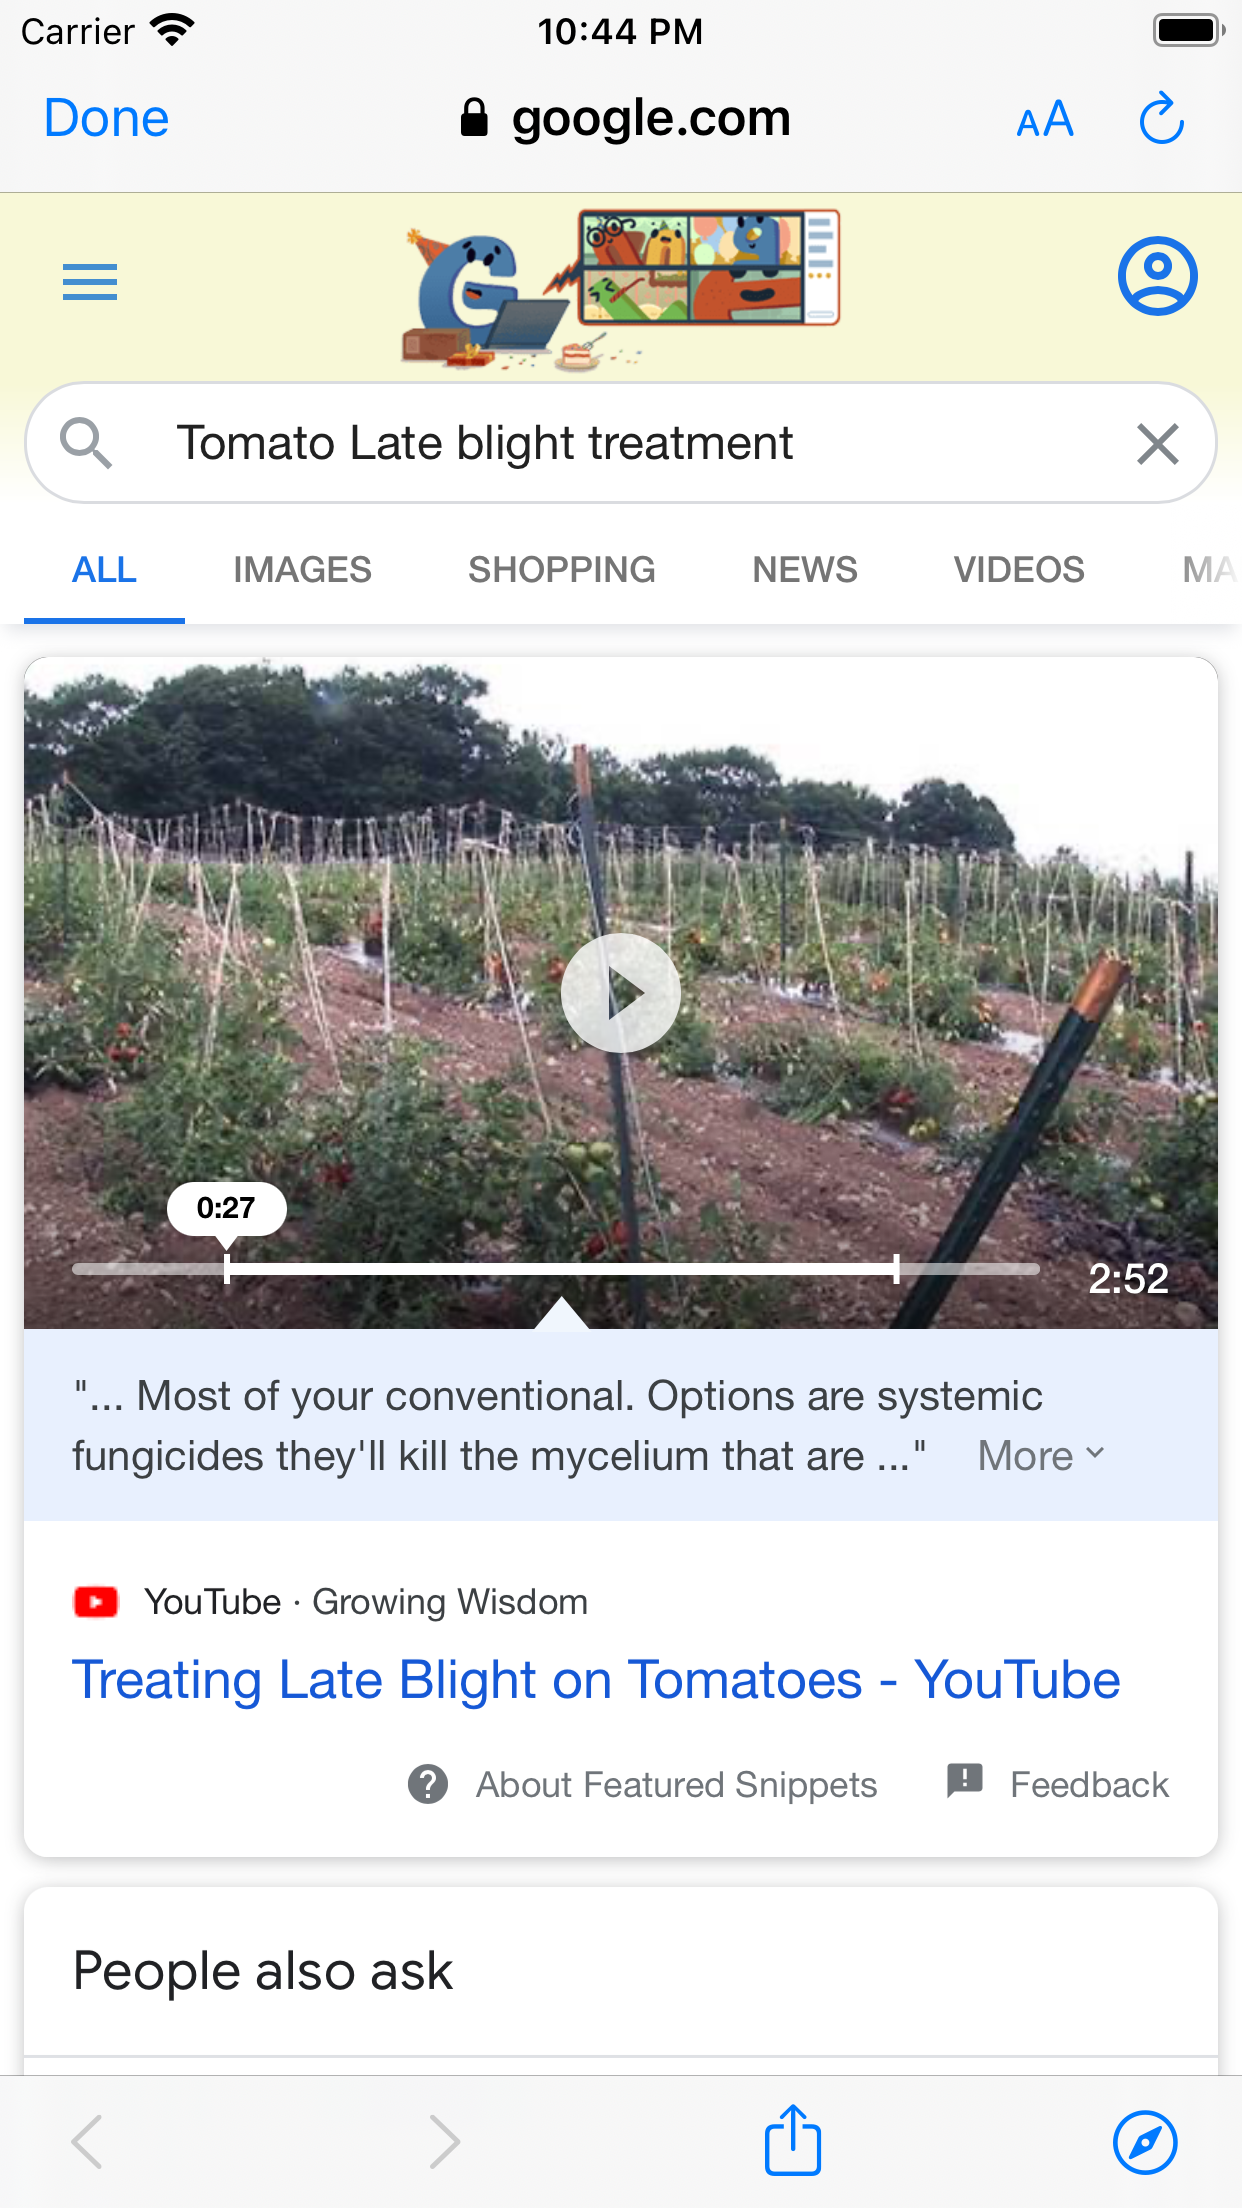 Carrier 10:44 PM
Done google.com AA
Tomato Late blight treatment
ALL IMAGES SHOPPING NEWS VIDEOS MA
0:27
2:52
"... Most of your conventional. Options are systemic
fungicides they'll kill the mycelium that are ..." More
YouTube · Growing Wisdom
Treating Late Blight on Tomatoes - YouTube
About Featured Snippets Feedback
People also ask